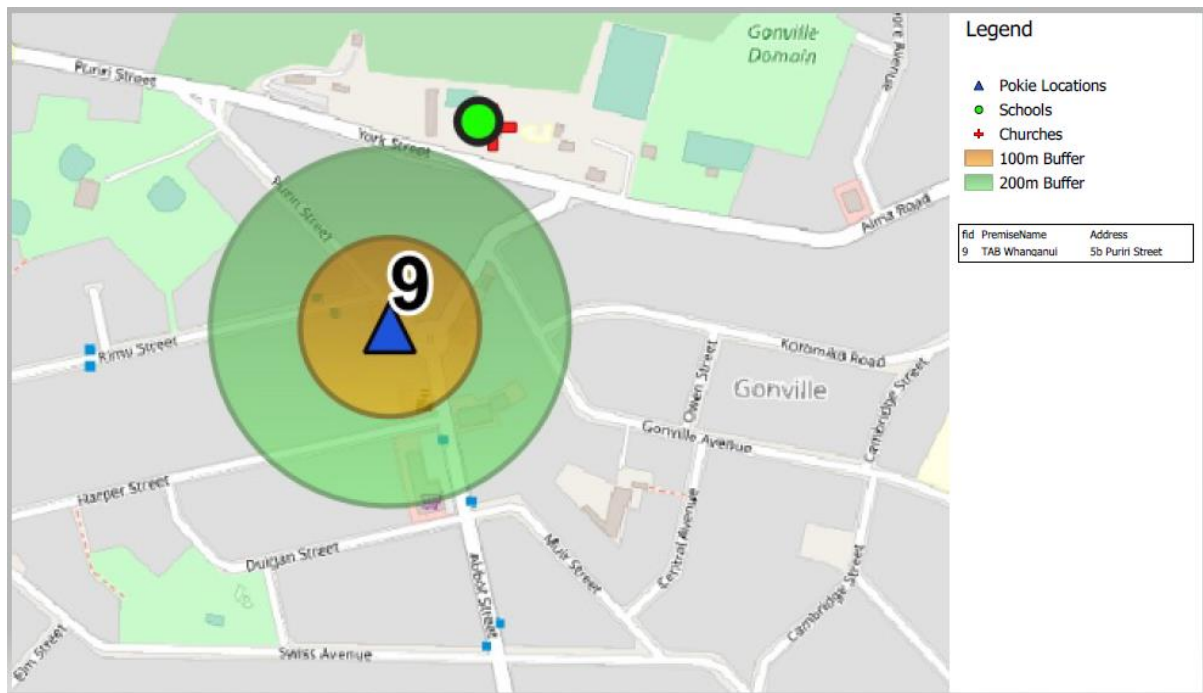 Gonville
Domain
Puriri Street
York Street
Puriri Street
Alma Road
9
Rimu Street
Koromiko Road
Owen Street
Gonville
Cambridge Street
Gonville Avenue
Harper Street
Central Avenue
Duigan Street
Muir Street
Abbot Street
Cambridge Street
Elm Street
Swiss Avenue
Legend
Pokie Locations
Schools
Churches
100m Buffer
200m Buffer
fid PremiseName Address
9 TAB Whanganui 5b Puriri Street